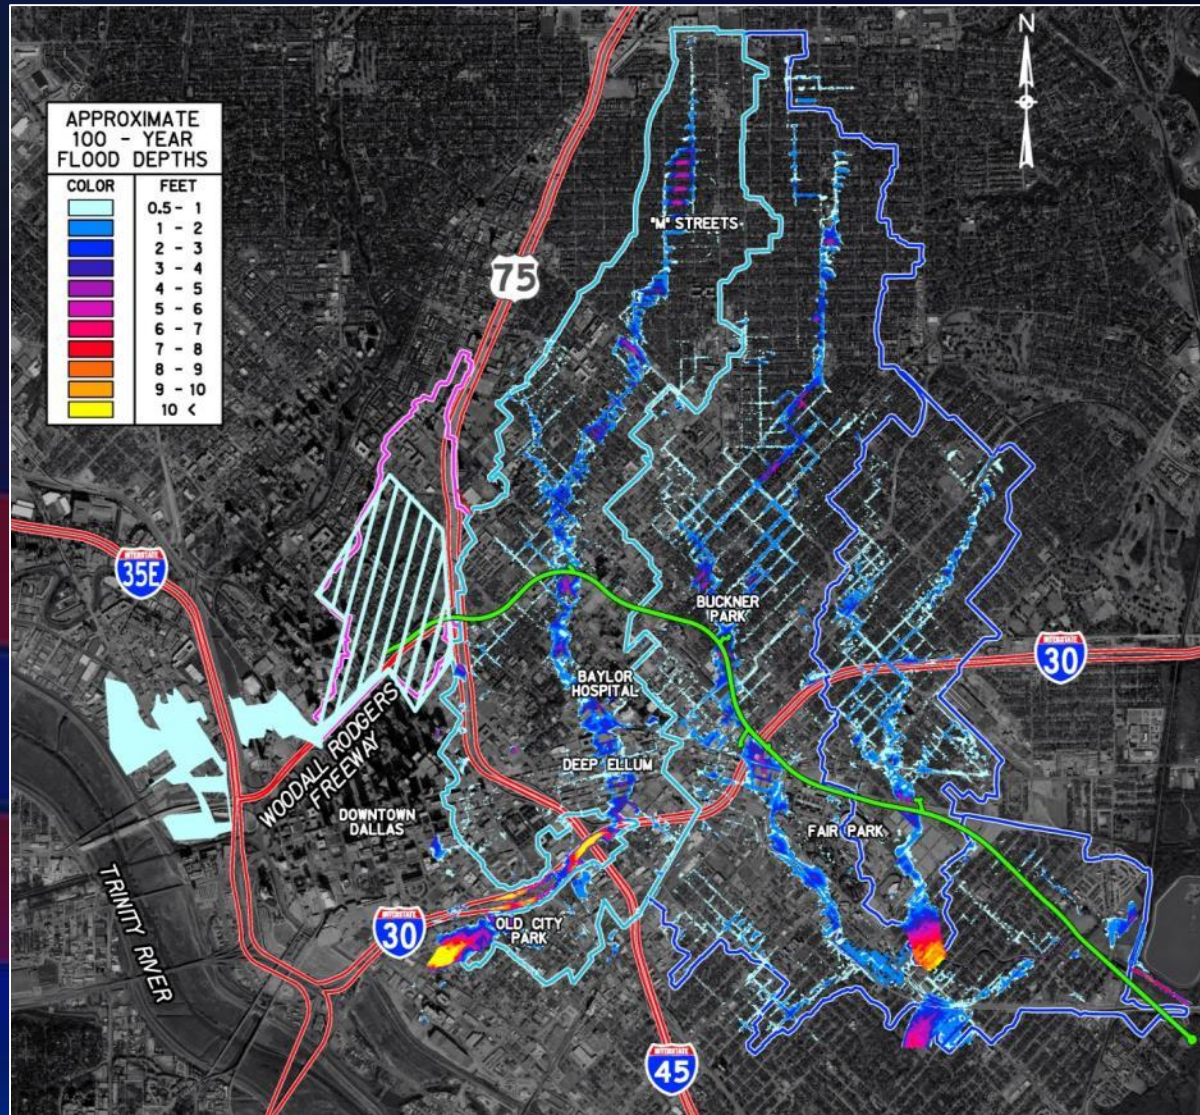 N
APPROXIMATE
100 - YEAR
FLOOD DEPTHS
COLOR FEET
0.5 - 1
1 - 2
2 - 3
3 - 4
4 - 5
5 - 6
6 - 7
7 - 8
8 - 9
9 - 10
10 <
"M" STREETS
75
INTERSTATE
35E
BUCKNER
PARK
INTERSTATE
30
BAYLOR
HOSPITAL
WOODALL RODGERS
FREEWAY
DEEP ELLUM
DOWNTOWN
DALLAS
FAIR PARK
TRINITY RIVER
INTERSTATE
30
OLD CITY
PARK
INTERSTATE
45